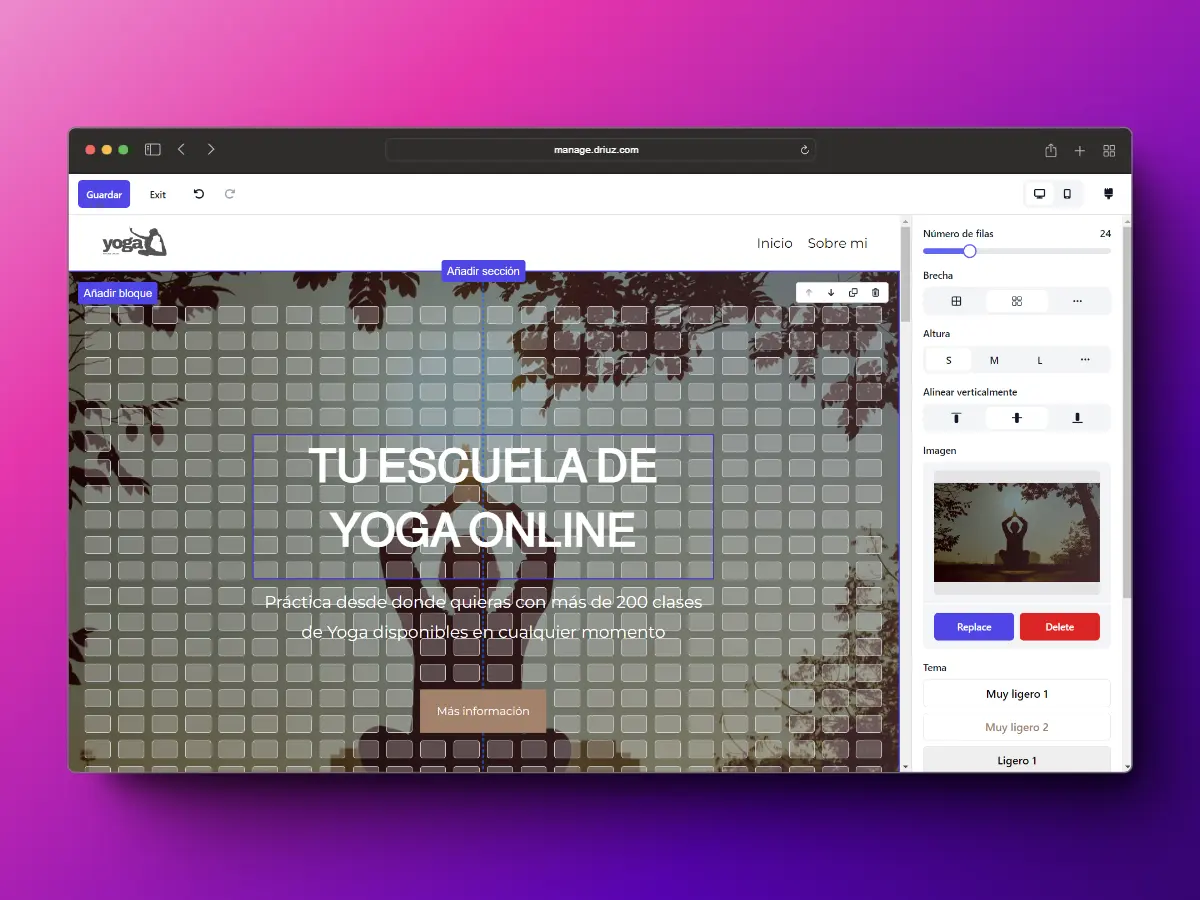 manage.driuz.com
Guardar
Exit
yoga
Inicio
Sobre mi
Añadir sección
Añadir bloque
TU ESCUELA DE
YOGA ONLINE
Práctica desde donde quieras con más de 200 clases
de Yoga disponibles en cualquier momento
Más información
Número de filas
24
Brecha
Altura
S
M
L
Alinear verticalmente
Imagen
Replace
Delete
Tema
Muy ligero 1
Muy ligero 2
Ligero 1